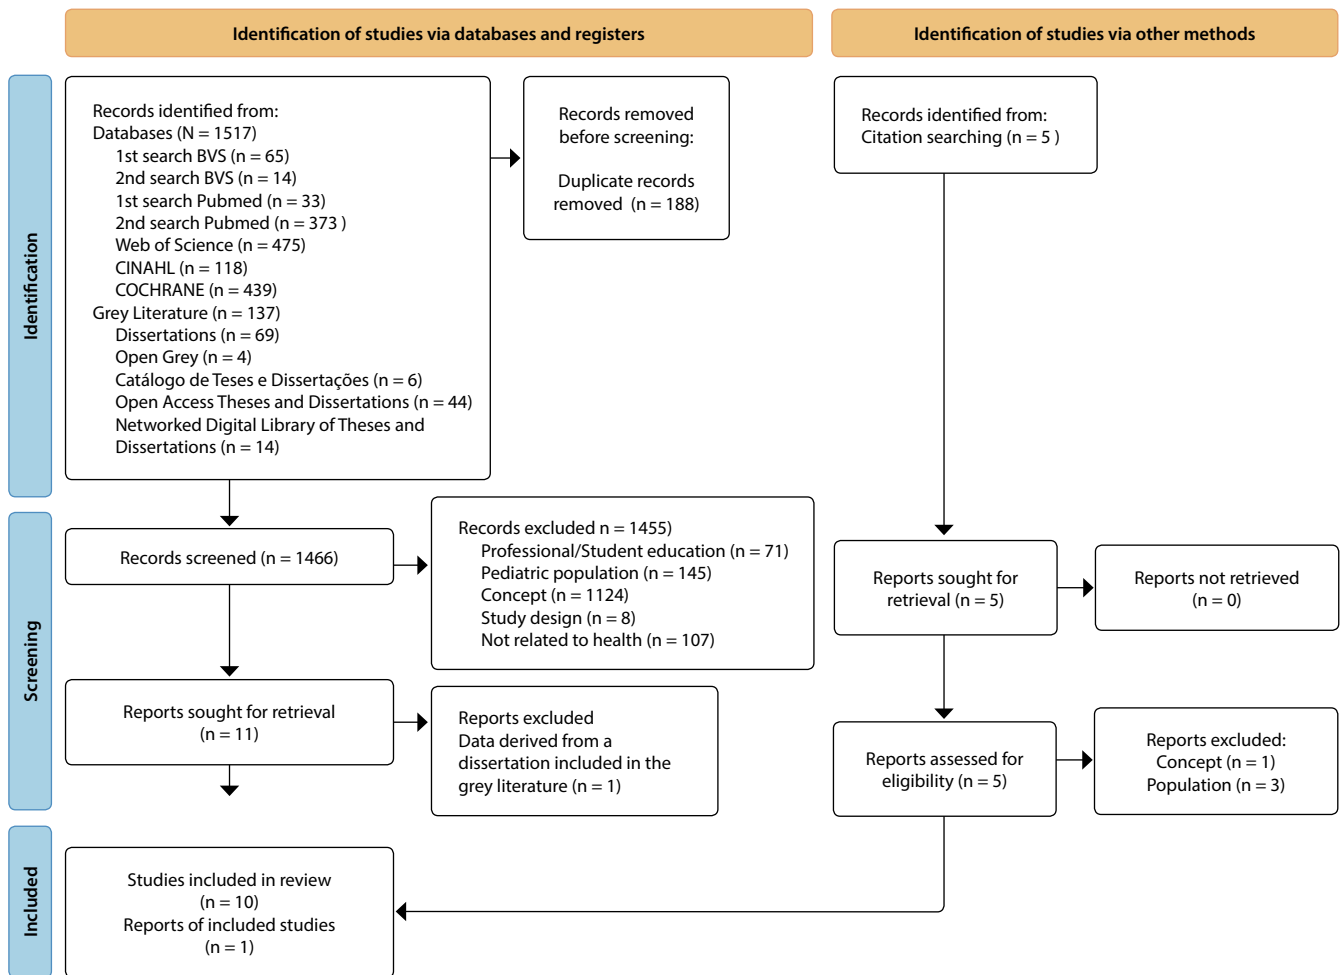 Identification of studies via databases and registers
Identification of studies via other methods
Identification
Records identified from:
Databases (N = 1517)
1st search BVS (n = 65)
2nd search BVS (n = 14)
1st search Pubmed (n = 33)
2nd search Pubmed (n = 373 )
Web of Science (n = 475)
CINAHL (n = 118)
COCHRANE (n = 439)
Grey Literature (n = 137)
Dissertations (n = 69)
Open Grey (n = 4)
Catálogo de Teses e Dissertações (n = 6)
Open Access Theses and Dissertations (n = 44)
Networked Digital Library of Theses and
Dissertations (n = 14)
Records removed
before screening:
Duplicate records
removed (n = 188)
Records identified from:
Citation searching (n = 5 )
Screening
Records screened (n = 1466)
Records excluded n = 1455)
Professional/Student education (n = 71)
Pediatric population (n = 145)
Concept (n = 1124)
Study design (n = 8)
Not related to health (n = 107)
Reports sought for
retrieval (n = 5)
Reports not retrieved
(n = 0)
Reports sought for retrieval
(n = 11)
Reports excluded
Data derived from a
dissertation included in the
grey literature (n = 1)
Reports assessed for
eligibility (n = 5)
Reports excluded:
Concept (n = 1)
Population (n = 3)
Included
Studies included in review
(n = 10)
Reports of included studies
(n = 1)